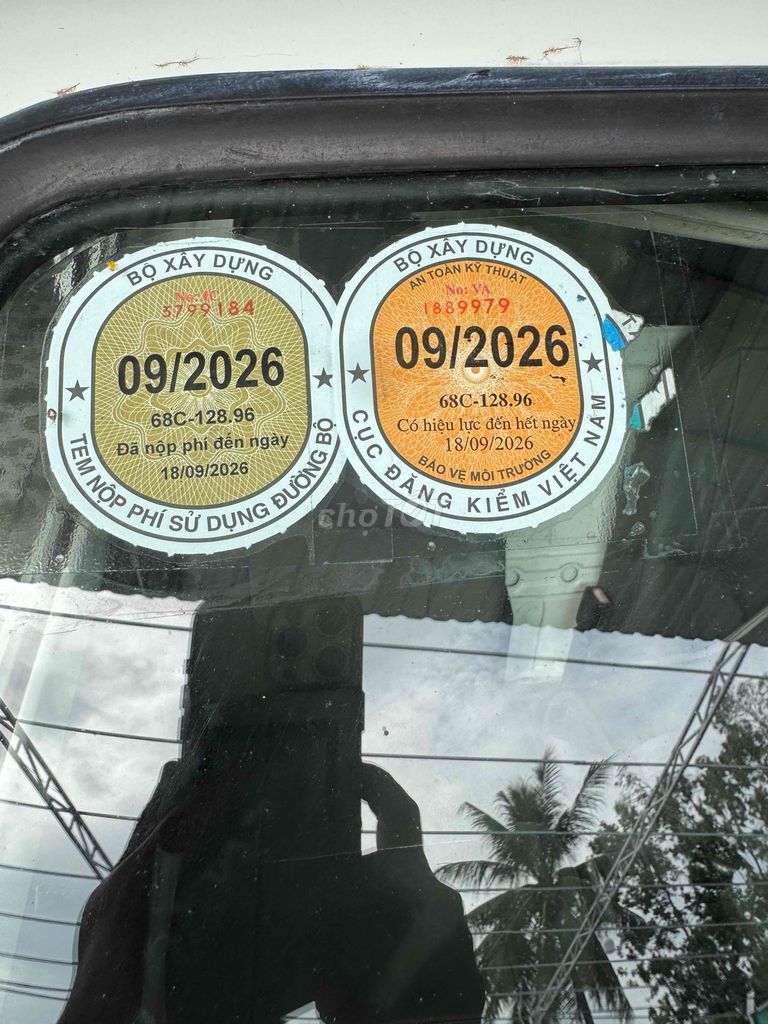 BỘ XÂY DỰNG
5799184
09/2026
68C-128.96
Đã nộp phí đến ngày
18/09/2026
TEM NỘP PHÍ SỬ DỤNG ĐƯỜNG BỘ
BỘ XÂY DỰNG
AN TOÀN KỸ THUẬT
No: VA
1889979
09/2026
68C-128.96
Có hiệu lực đến hết ngày
18/09/2026
BẢO VỆ MÔI TRƯỜNG
CỤC ĐĂNG KIỂM VIỆT NAM
choTỐT